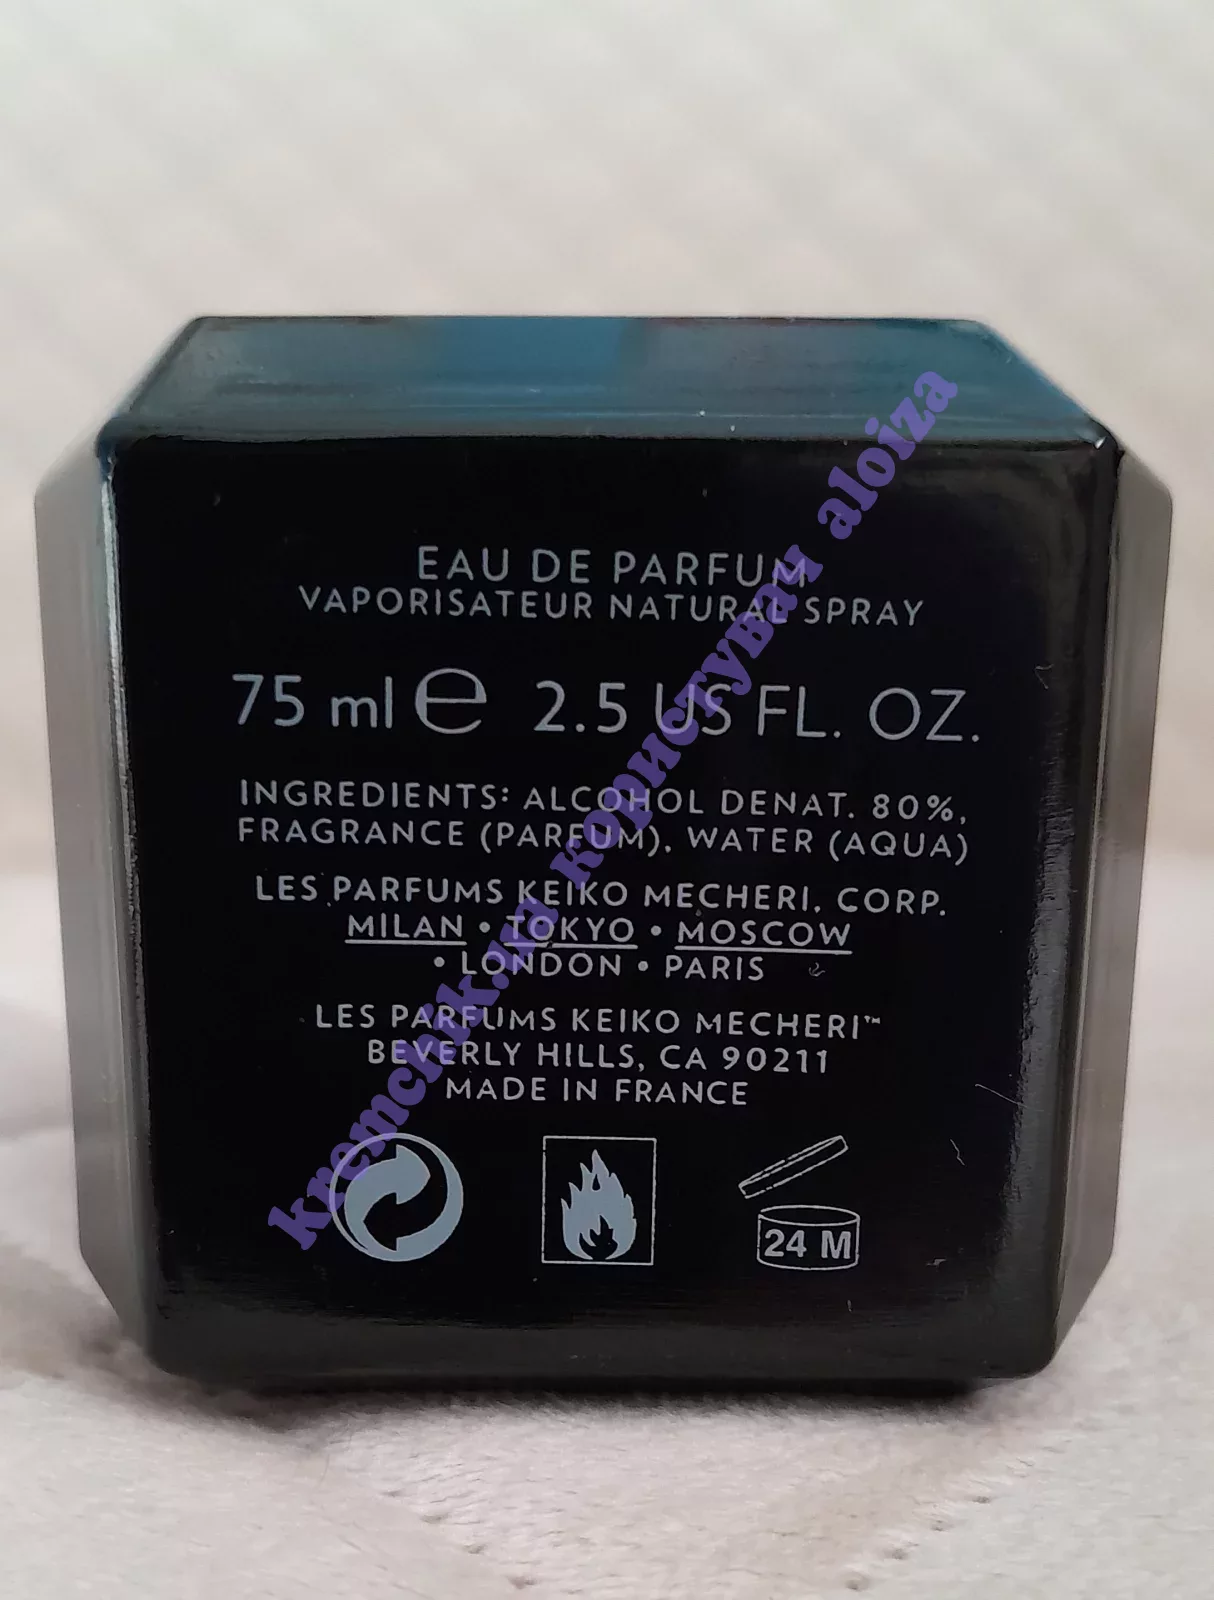 EAU DE PARFUM
VAPORISATEUR NATURAL SPRAY
75 ml ℮ 2.5 US FL. OZ.
INGREDIENTS: ALCOHOL DENAT. 80%,
FRAGRANCE (PARFUM), WATER (AQUA)
LES PARFUMS KEIKO MECHERI. CORP.
MILAN • TOKYO • MOSCOW
• LONDON • PARIS
LES PARFUMS KEIKO MECHERI™
BEVERLY HILLS, CA 90211
MADE IN FRANCE
24 M
kremchik.ua користувач aloiza